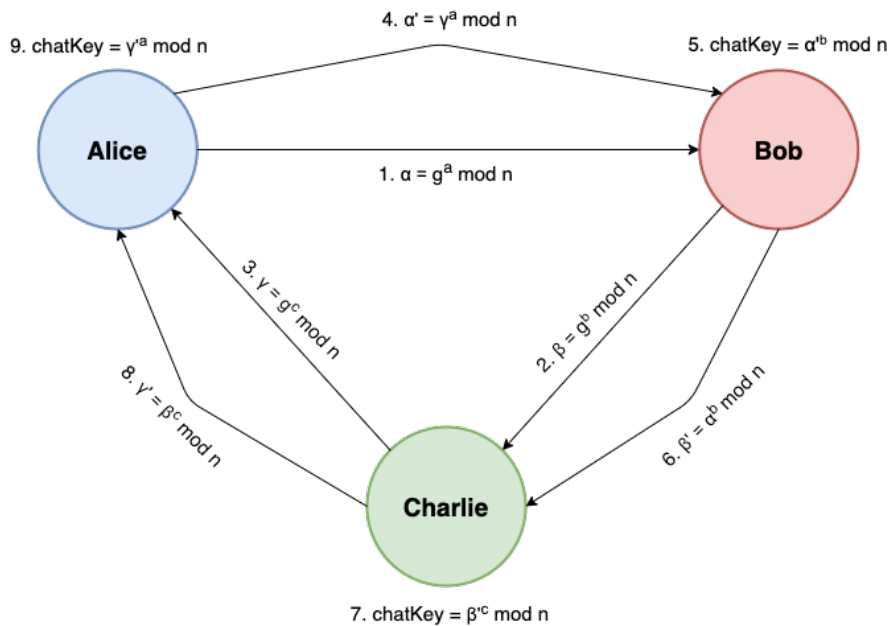 4. α' = γᵃ mod n
9. chatKey = γ'ᵃ mod n
5. chatKey = α'ᵇ mod n
Alice
Bob
1. α = gᵃ mod n
3. γ = gᶜ mod n
2. β = gᵇ mod n
8. γ' = βᶜ mod n
6. β' = αᵇ mod n
Charlie
7. chatKey = β'ᶜ mod n